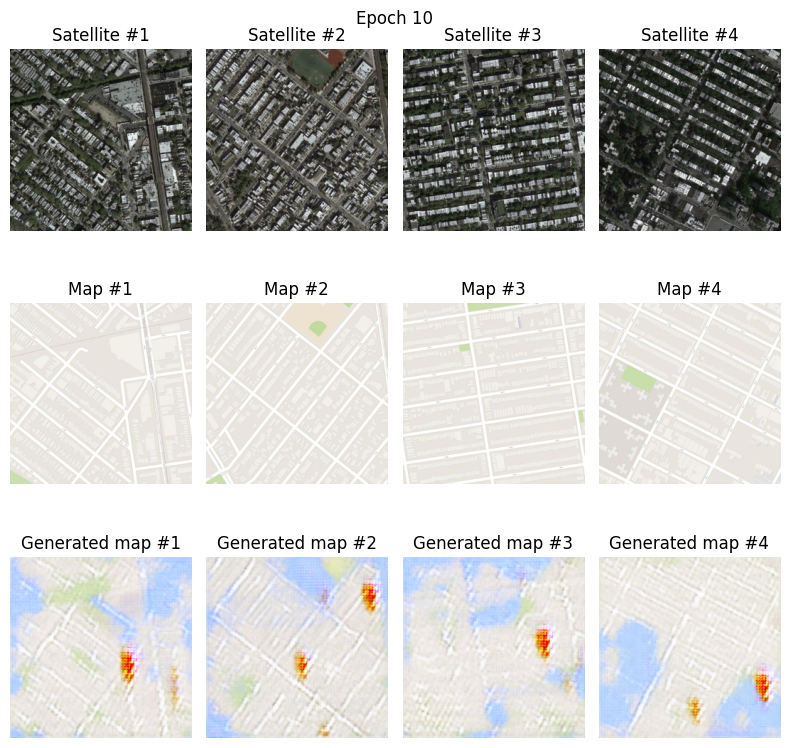 Epoch 10
Satellite #1
Satellite #2
Satellite #3
Satellite #4
Map #1
Map #2
Map #3
Map #4
Generated map #1
Generated map #2
Generated map #3
Generated map #4